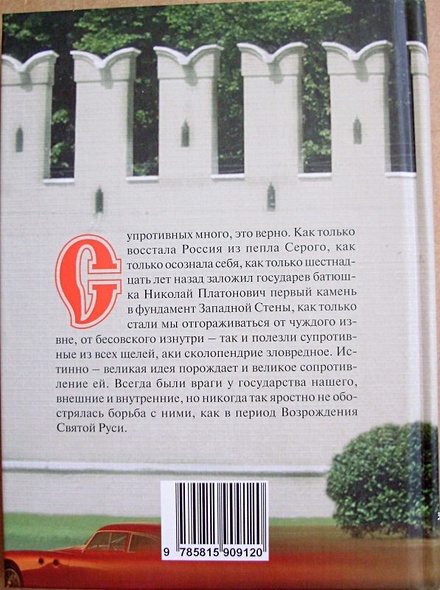 Супротивных много, это верно. Как только
восстала Россия из пепла Серого, как
только осознала себя, как только шестнад-
цать лет назад заложил государев батюш-
ка Николай Платонович первый камень
в фундамент Западной Стены, как только
стали мы отгораживаться от чуждого из-
вне, от бесовского изнутри – так и полезли супротив-
ные из всех щелей, аки сколопендрие зловредное. Ис-
тинно – великая идея порождает и великое сопротив-
ление ей. Всегда были враги у государства нашего,
внешние и внутренние, но никогда так яростно не обо-
стрялась борьба с ними, как в период Возрождения
Святой Руси.
9 785815 909120